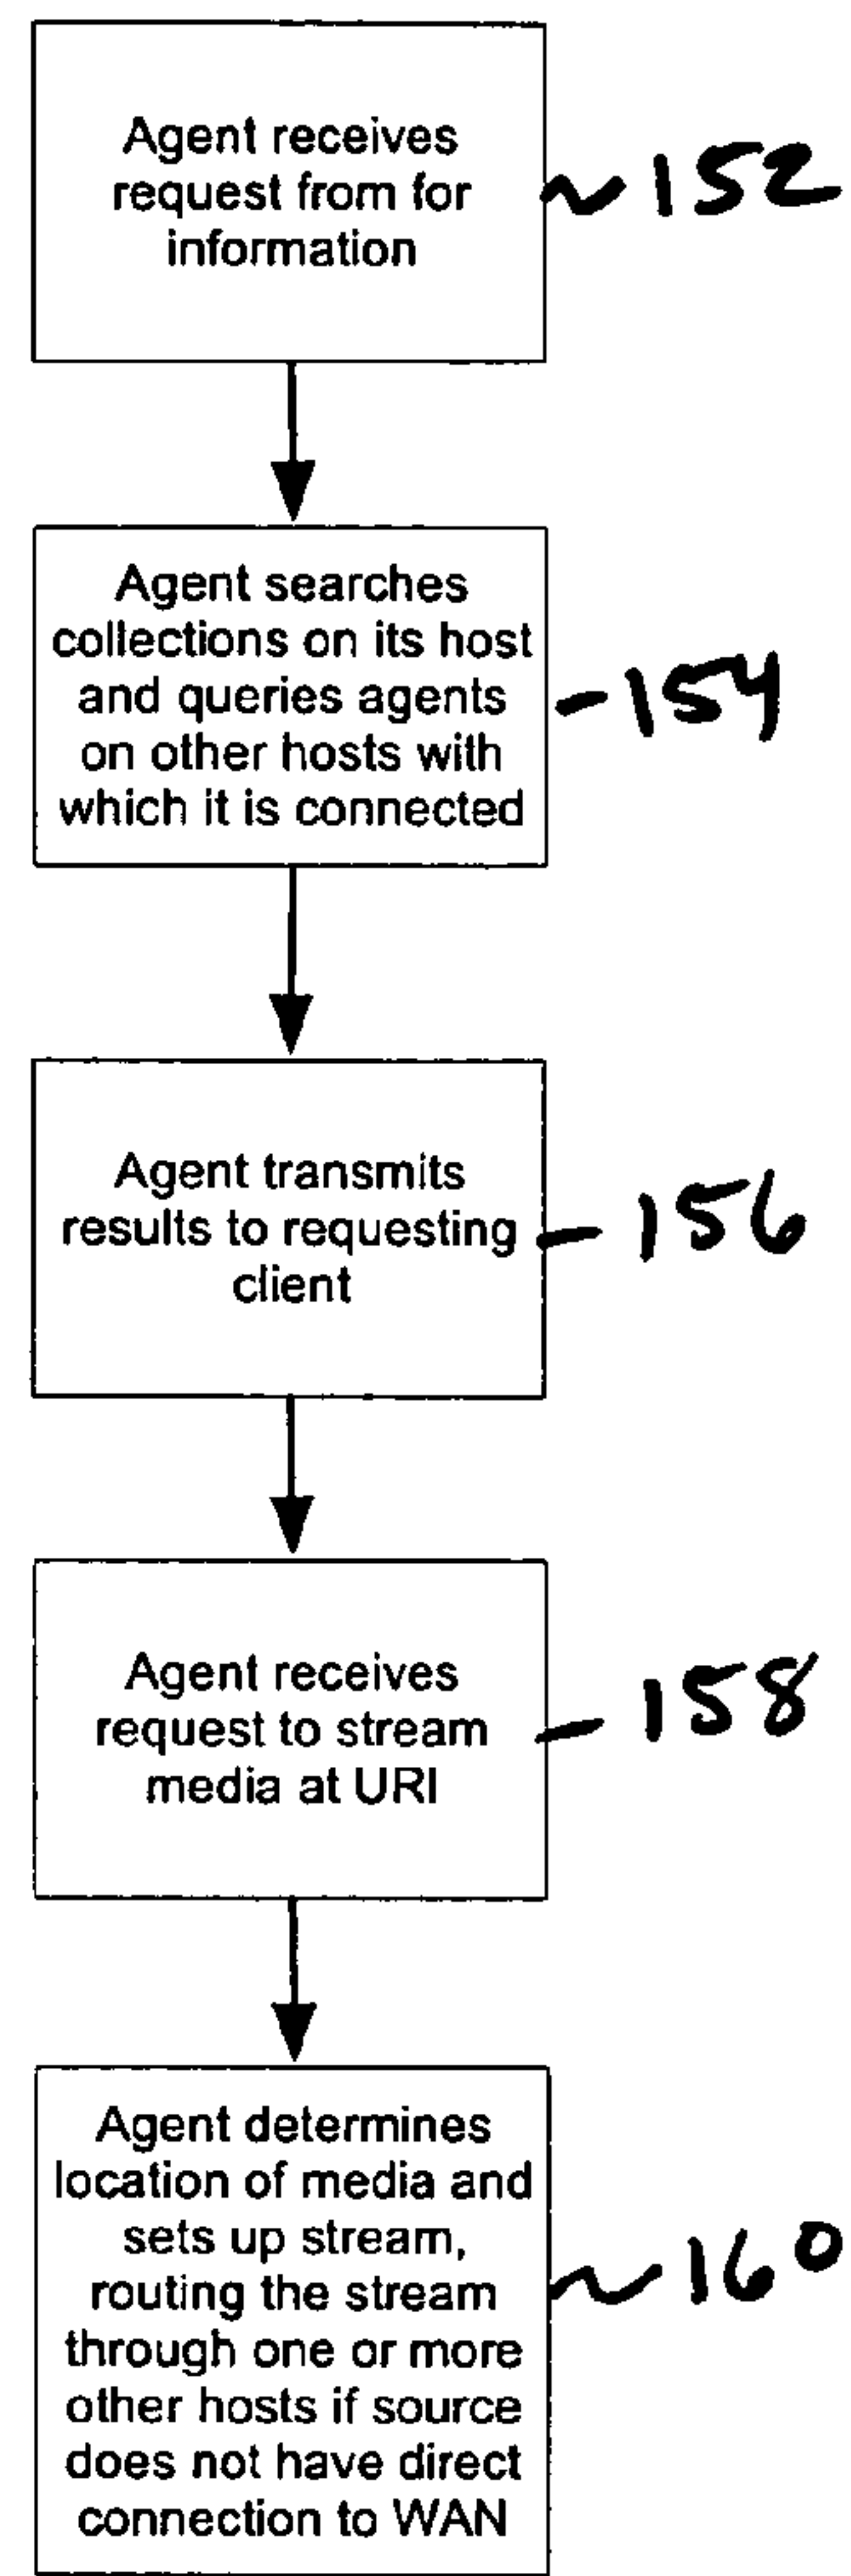 Agent receives
request from for
information
~152
Agent searches
collections on its host
and queries agents
on other hosts with
which it is connected
-154
Agent transmits
results to requesting
client
-156
Agent receives
request to stream
media at URI
-158
Agent determines
location of media and
sets up stream,
routing the stream
through one or more
other hosts if source
does not have direct
connection to WAN
~160